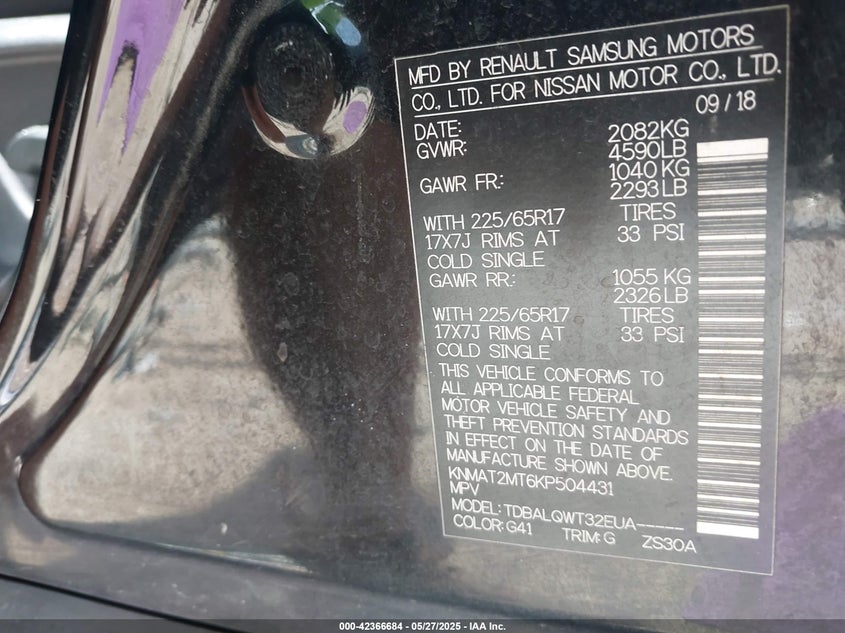 MFD BY RENAULT SAMSUNG MOTORS
CO., LTD. FOR NISSAN MOTOR CO., LTD.
09/18
DATE: 2082KG
GVWR: 4590LB
1040 KG
GAWR FR.: 2293LB
WITH 225/65R17 TIRES
17X7J RIMS AT 33 PSI
COLD SINGLE
GAWR RR.: 1055 KG
2326LB
WITH 225/65R17 TIRES
17X7J RIMS AT 33 PSI
COLD SINGLE
THIS VEHICLE CONFORMS TO
ALL APPLICABLE FEDERAL
MOTOR VEHICLE SAFETY AND
THEFT PREVENTION STANDARDS
IN EFFECT ON THE DATE OF
MANUFACTURE SHOWN ABOVE.
KNMAT2MT6KP504431
MPV
MODEL: TDBALQWT32EUA-----
COLOR: G41 TRIM: G ZS30A
000-42366684 - 05/27/2025 - IAA Inc.